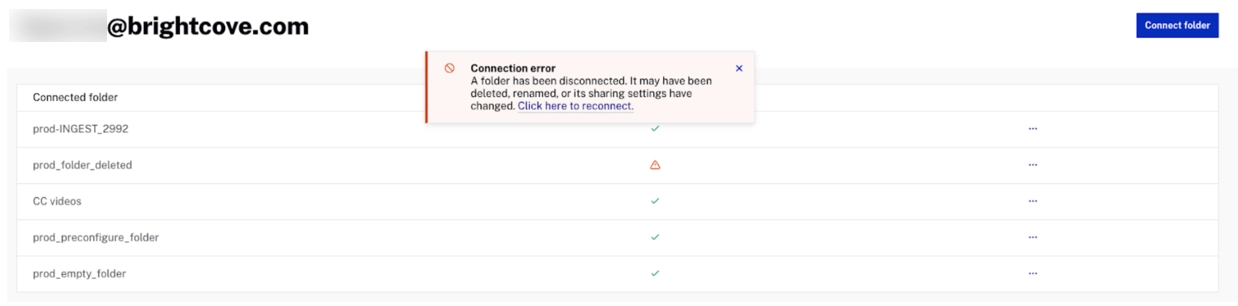 @brightcove.com
Connect folder
Connection error
A folder has been disconnected. It may have been
deleted, renamed, or its sharing settings have
changed. Click here to reconnect.
Connected folder
prod-INGEST_2992
prod_folder_deleted
CC videos
prod_preconfigure_folder
prod_empty_folder